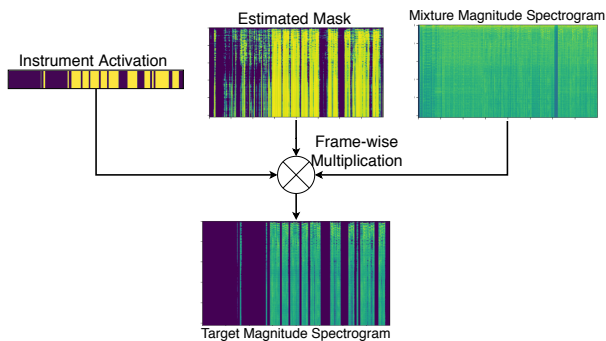 Instrument Activation
Estimated Mask
Mixture Magnitude Spectrogram
Frame-wise
Multiplication
Target Magnitude Spectrogram